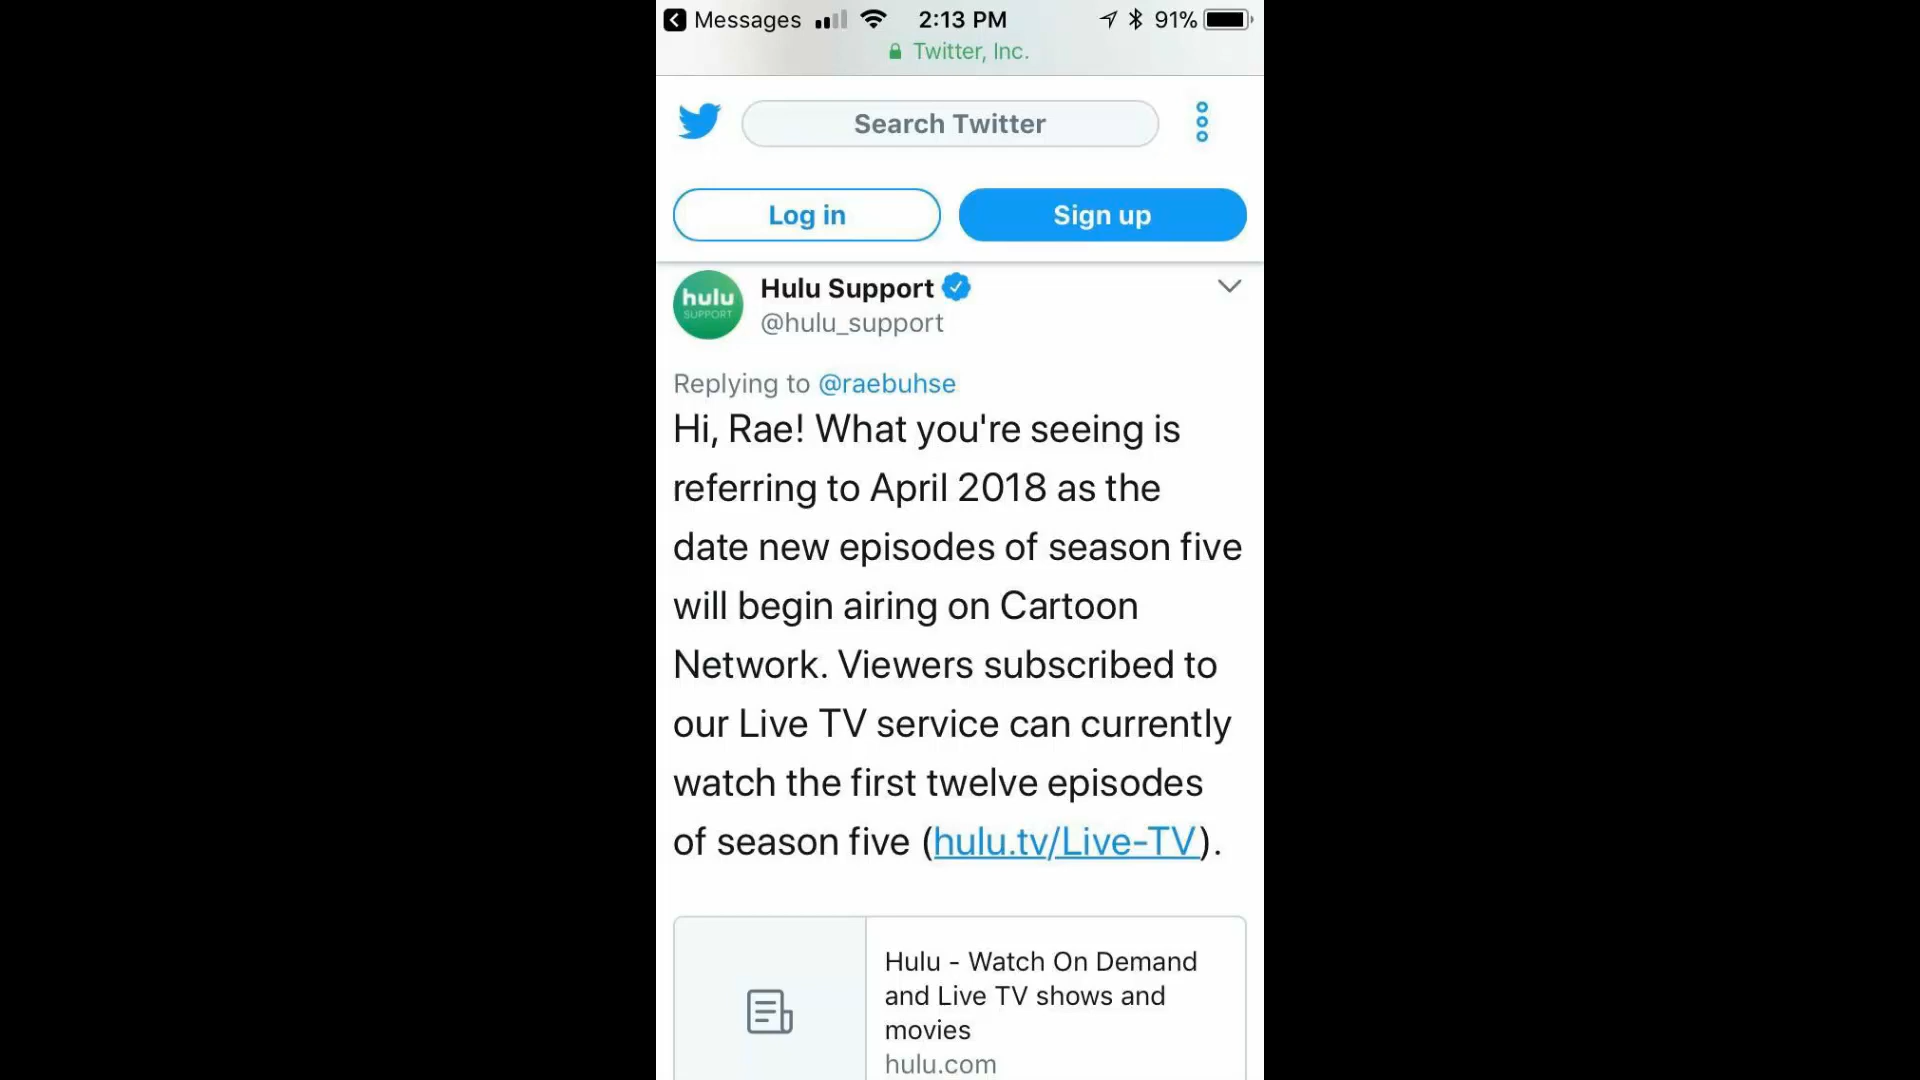 Messages 2:13 PM 91%
Twitter, Inc.
Search Twitter
Log in Sign up
hulu
SUPPORT
Hulu Support
@hulu_support
Replying to @raebuhse
Hi, Rae! What you're seeing is
referring to April 2018 as the
date new episodes of season five
will begin airing on Cartoon
Network. Viewers subscribed to
our Live TV service can currently
watch the first twelve episodes
of season five (hulu.tv/Live-TV).
Hulu - Watch On Demand
and Live TV shows and
movies
hulu.com